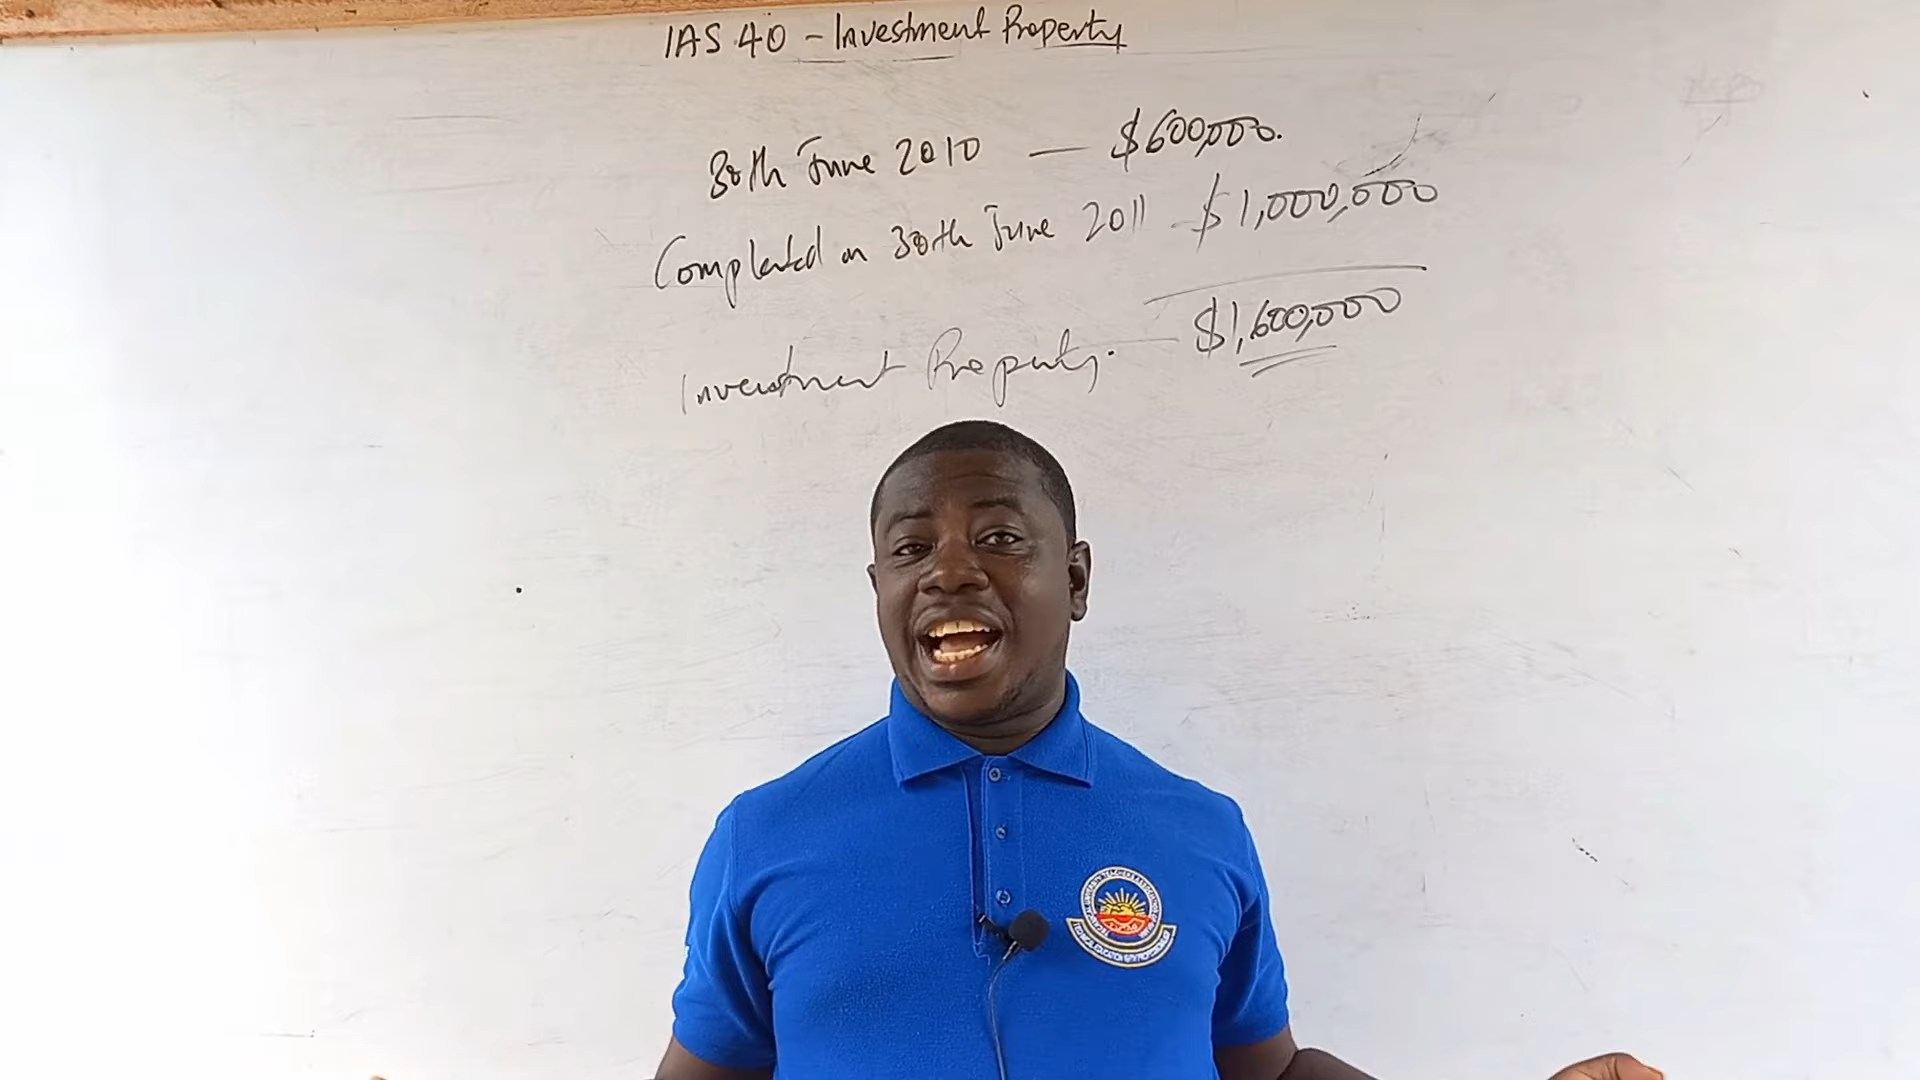 IAS 40 - Investment Property
30th June 2010 — $600,000.
Completed on 30th June 2011 - $1,000,000
Investment Property. - $1,600,000